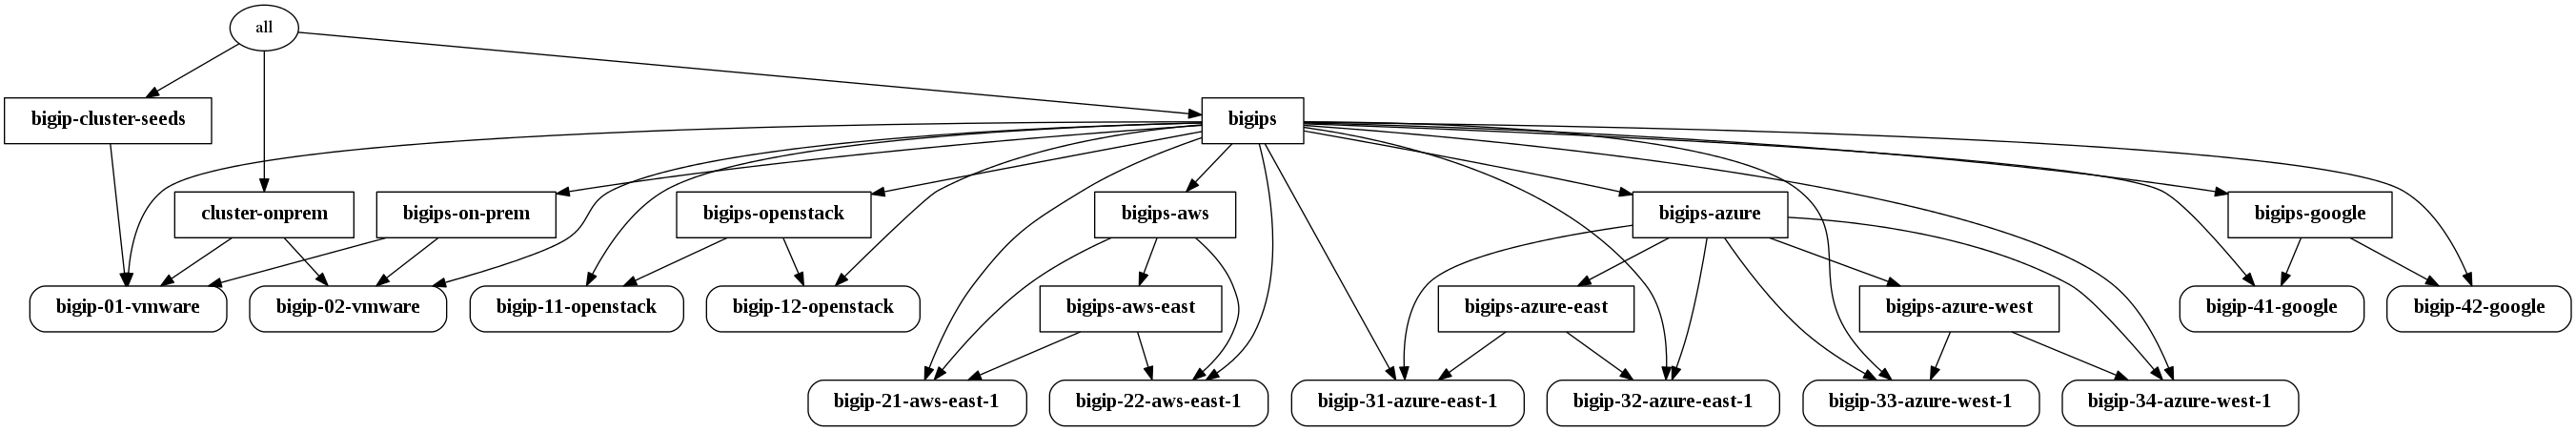 all
bigip-cluster-seeds
bigips
cluster-onprem
bigips-on-prem
bigips-openstack
bigips-aws
bigips-azure
bigips-google
bigip-01-vmware
bigip-02-vmware
bigip-11-openstack
bigip-12-openstack
bigips-aws-east
bigips-azure-east
bigips-azure-west
bigip-41-google
bigip-42-google
bigip-21-aws-east-1
bigip-22-aws-east-1
bigip-31-azure-east-1
bigip-32-azure-east-1
bigip-33-azure-west-1
bigip-34-azure-west-1